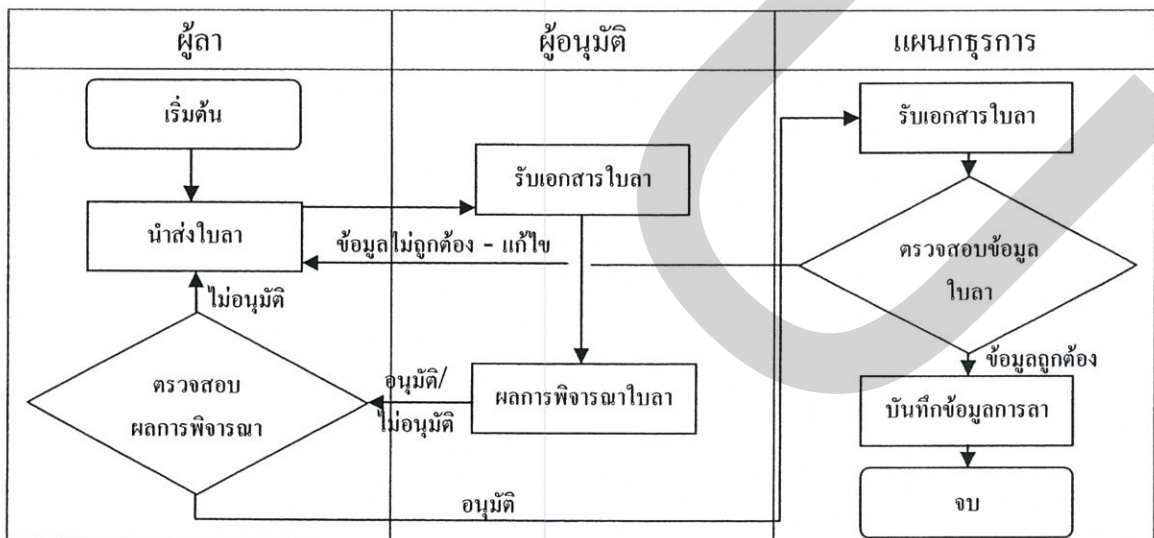 ผู้ลา
ผู้อนุมัติ
แผนกธุรการ
เริ่มต้น
รับเอกสารใบลา
รับเอกสารใบลา
นำส่งใบลา
ข้อมูลไม่ถูกต้อง - แก้ไข
ตรวจสอบข้อมูล
ใบลา
ไม่อนุมัติ
ข้อมูลถูกต้อง
ตรวจสอบ
ผลการพิจารณา
อนุมัติ/
ไม่อนุมัติ
ผลการพิจารณาใบลา
บันทึกข้อมูลการลา
อนุมัติ
จบ